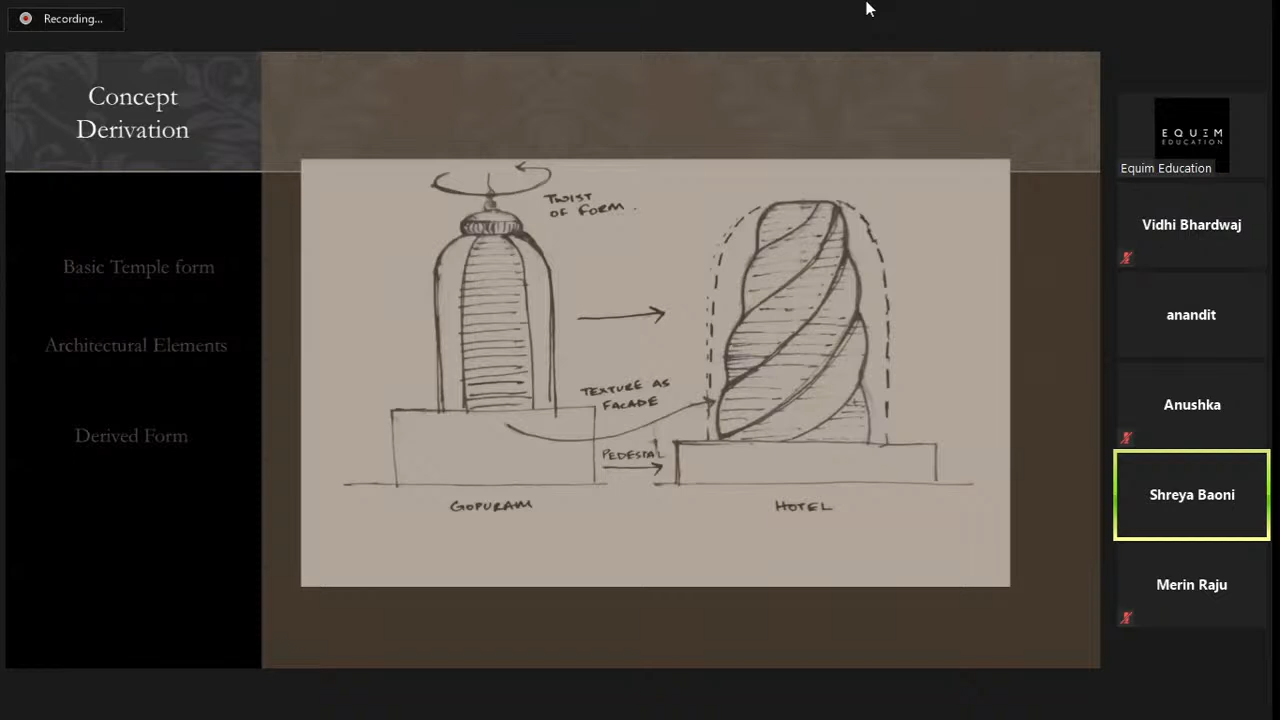 Recording...
Concept
Derivation
Basic Temple form
Architectural Elements
Derived Form
TWIST
OF FORM.
TEXTURE AS
FACADE
PEDESTAL
GOPURAM
HOTEL
EQUIM
EDUCATION
Equim Education
Vidhi Bhardwaj
anandit
Anushka
Shreya Baoni
Merin Raju